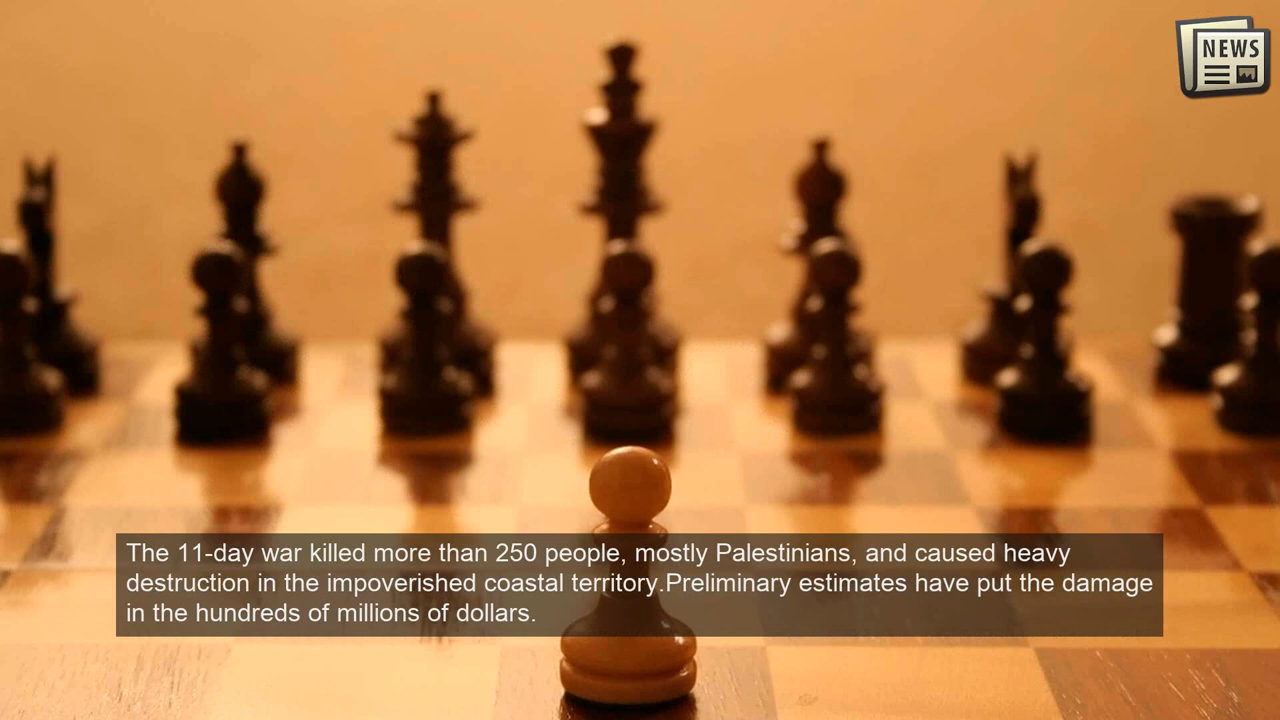 NEWS
The 11-day war killed more than 250 people, mostly Palestinians, and caused heavy
destruction in the impoverished coastal territory.Preliminary estimates have put the damage
in the hundreds of millions of dollars.